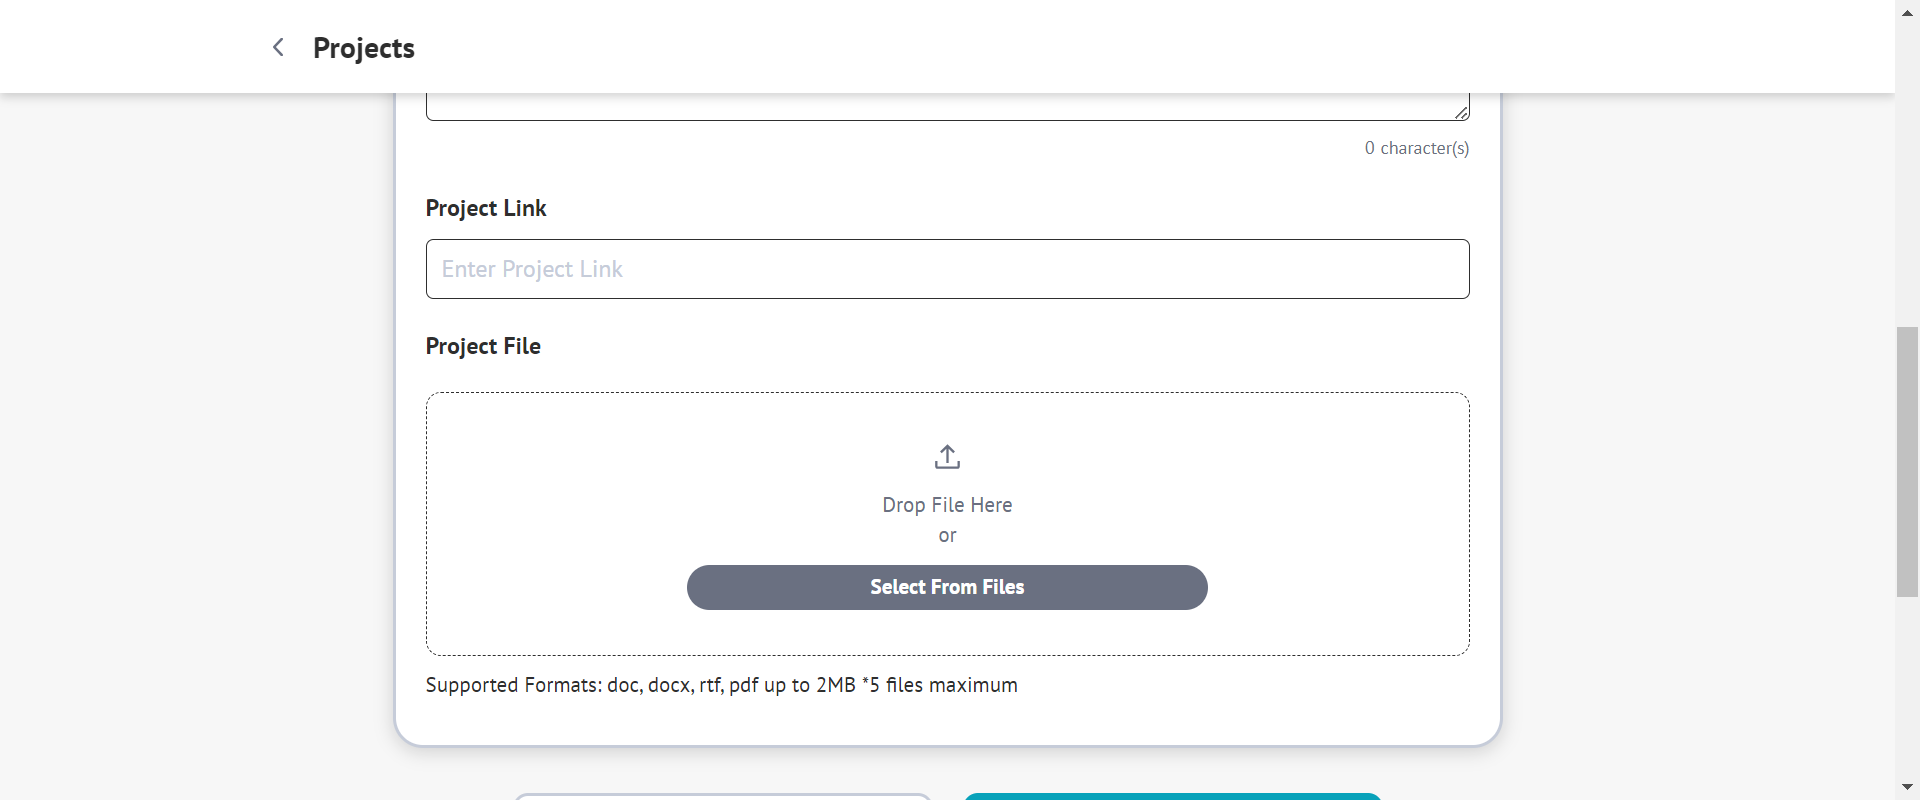 Projects
0 character(s)
Project Link
Enter Project Link
Project File
Drop File Here
or
Select From Files
Supported Formats: doc, docx, rtf, pdf up to 2MB *5 files maximum